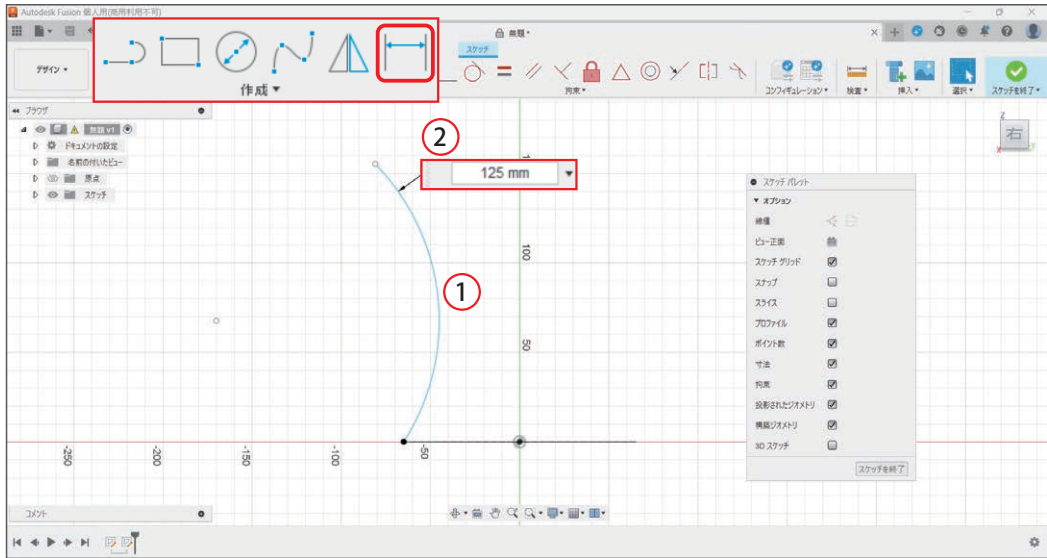 Autodesk Fusion 個人用(商用利用不可)
無題*
スケッチ
デザイン
作成
拘束
コンフィギュレーション
検査
挿入
選択
スケッチを終了
ブラウザ
無題 v1
ドキュメントの設定
名前の付いたビュー
原点
スケッチ
②
125 mm
①
100
50
-250
-200
-150
-100
-50
Z
右
X
スケッチ パレット
オプション
線種
ビュー正面
スケッチ グリッド
スナップ
スライス
プロファイル
ポイント数
寸法
拘束
投影されたジオメトリ
構築ジオメトリ
3D スケッチ
スケッチを終了
コメント